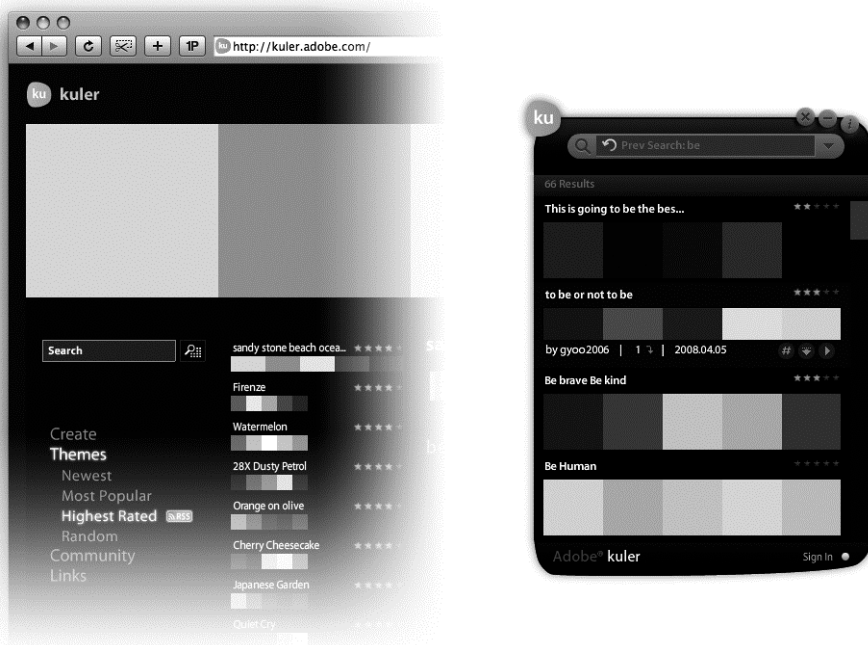 1P
ku http://kuler.adobe.com/
ku kuler
Search
Create
Themes
Newest
Most Popular
Highest Rated RSS
Random
Community
Links
sandy stone beach ocea...
Firenze
Watermelon
28X Dusty Petrol
Orange on olive
Cherry Cheesecake
Japanese Garden
Quiet Cry
ku
Prev Search: be
66 Results
This is going to be the bes...
to be or not to be
by gyoo2006 | 1 | 2008.04.05
#
Be brave Be kind
Be Human
Adobe® kuler
Sign In